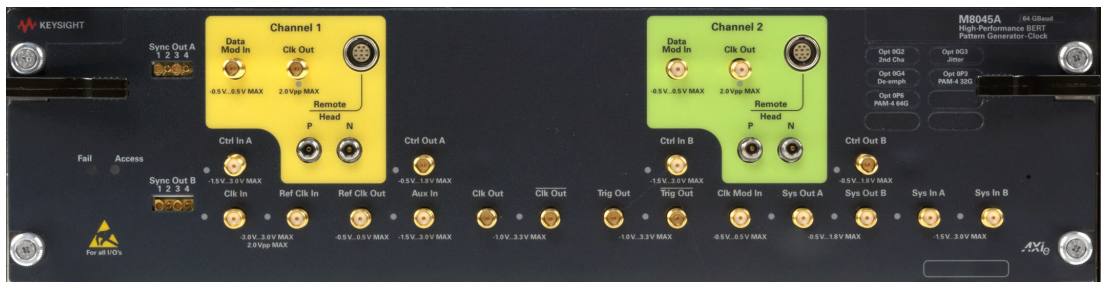 KEYSIGHT
M8045A
64 GBaud
High-Performance BERT
Pattern Generator-Clock
Channel 1
Data
Mod In
Clk Out
-0.5 V...0.5 V MAX
2.0 Vpp MAX
Remote
Head
P
N
Channel 2
Data
Mod In
Clk Out
-0.5 V...0.5 V MAX
2.0 Vpp MAX
Remote
Head
P
N
Opt 0G2
2nd Cha
Opt 0G3
Jitter
Opt 0G4
De-emph
Opt 0P3
PAM-4 32G
Opt 0P6
PAM-4 64G
Sync Out A
1 2 3 4
Fail
Access
Ctrl In A
-1.5 V...3.0 V MAX
Ctrl Out A
-0.5 V...1.8 V MAX
Ctrl In B
-1.5 V...3.0 V MAX
Ctrl Out B
-0.5 V...1.8 V MAX
Sync Out B
1 2 3 4
Clk In
Ref Clk In
-3.0 V...3.0 V MAX
2.0 Vpp MAX
Ref Clk Out
-0.5 V...0.5 V MAX
Aux In
-1.5 V...3.0 V MAX
Clk Out
Clk Out
-1.0 V...3.3 V MAX
Trig Out
Trig Out
-1.0 V...3.3 V MAX
Clk Mod In
-0.5 V...0.5 V MAX
Sys Out A
Sys Out B
-0.5 V...1.8 V MAX
Sys In A
Sys In B
-1.5 V...3.0 V MAX
For all I/O's
AXIe